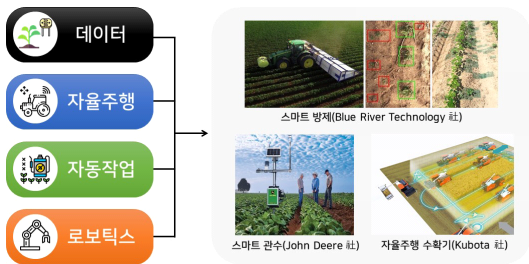 데이터
자율주행
자동작업
로보틱스
스마트 방제(Blue River Technology 社)
스마트 관수(John Deere 社)
자율주행 수확기(Kubota 社)